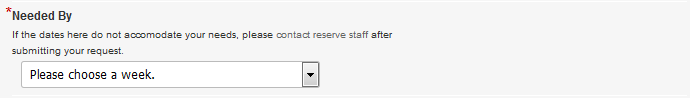 *Needed By
If the dates here do not accomodate your needs, please contact reserve staff after
submitting your request.
Please choose a week.